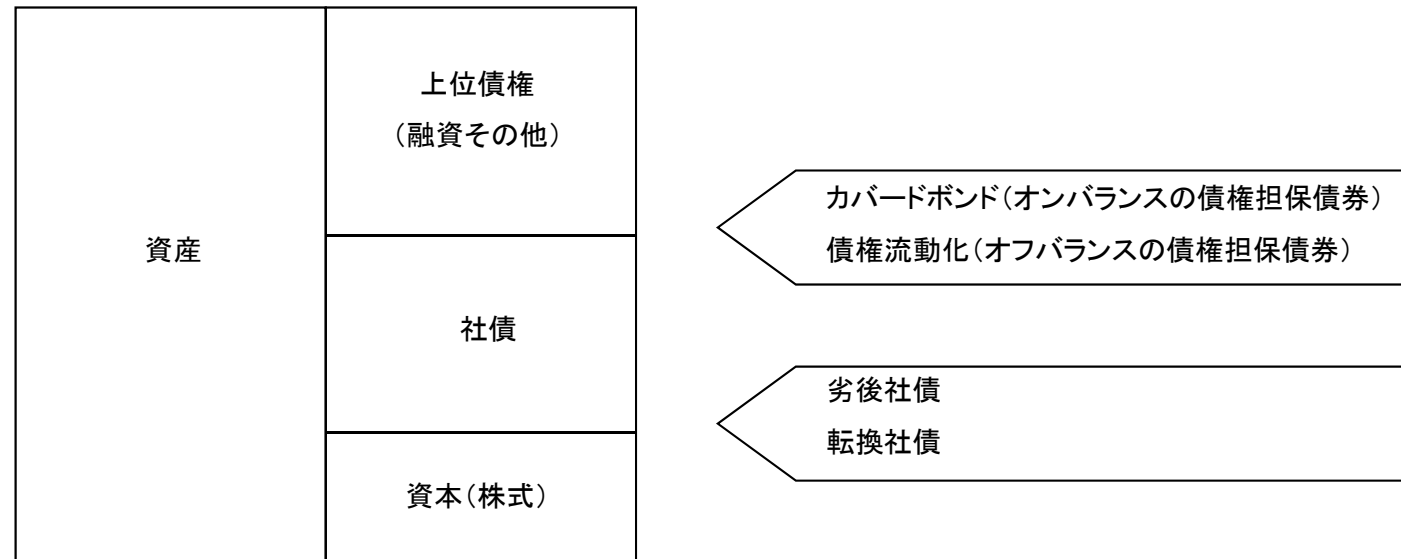 資産
上位債権
（融資その他）
社債
資本（株式）
カバードボンド（オンバランスの債権担保債券）
債権流動化（オフバランスの債権担保債券）
劣後社債
転換社債